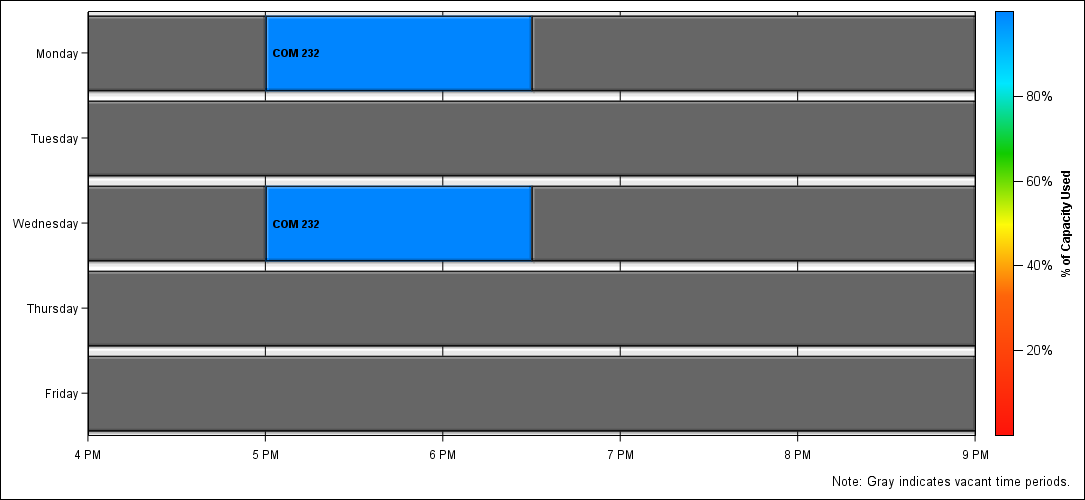 Monday
COM 232
Tuesday
Wednesday
COM 232
Thursday
Friday
4 PM 5 PM 6 PM 7 PM 8 PM 9 PM
80%
60%
40%
20%
% of Capacity Used
Note: Gray indicates vacant time periods.